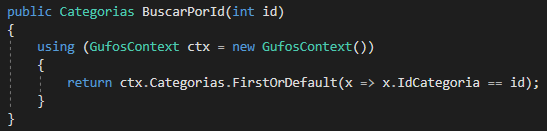 public Categorias BuscarPorId(int id)
{
    using (GufosContext ctx = new GufosContext())
    {
        return ctx.Categorias.FirstOrDefault(x => x.IdCategoria == id);
    }
}